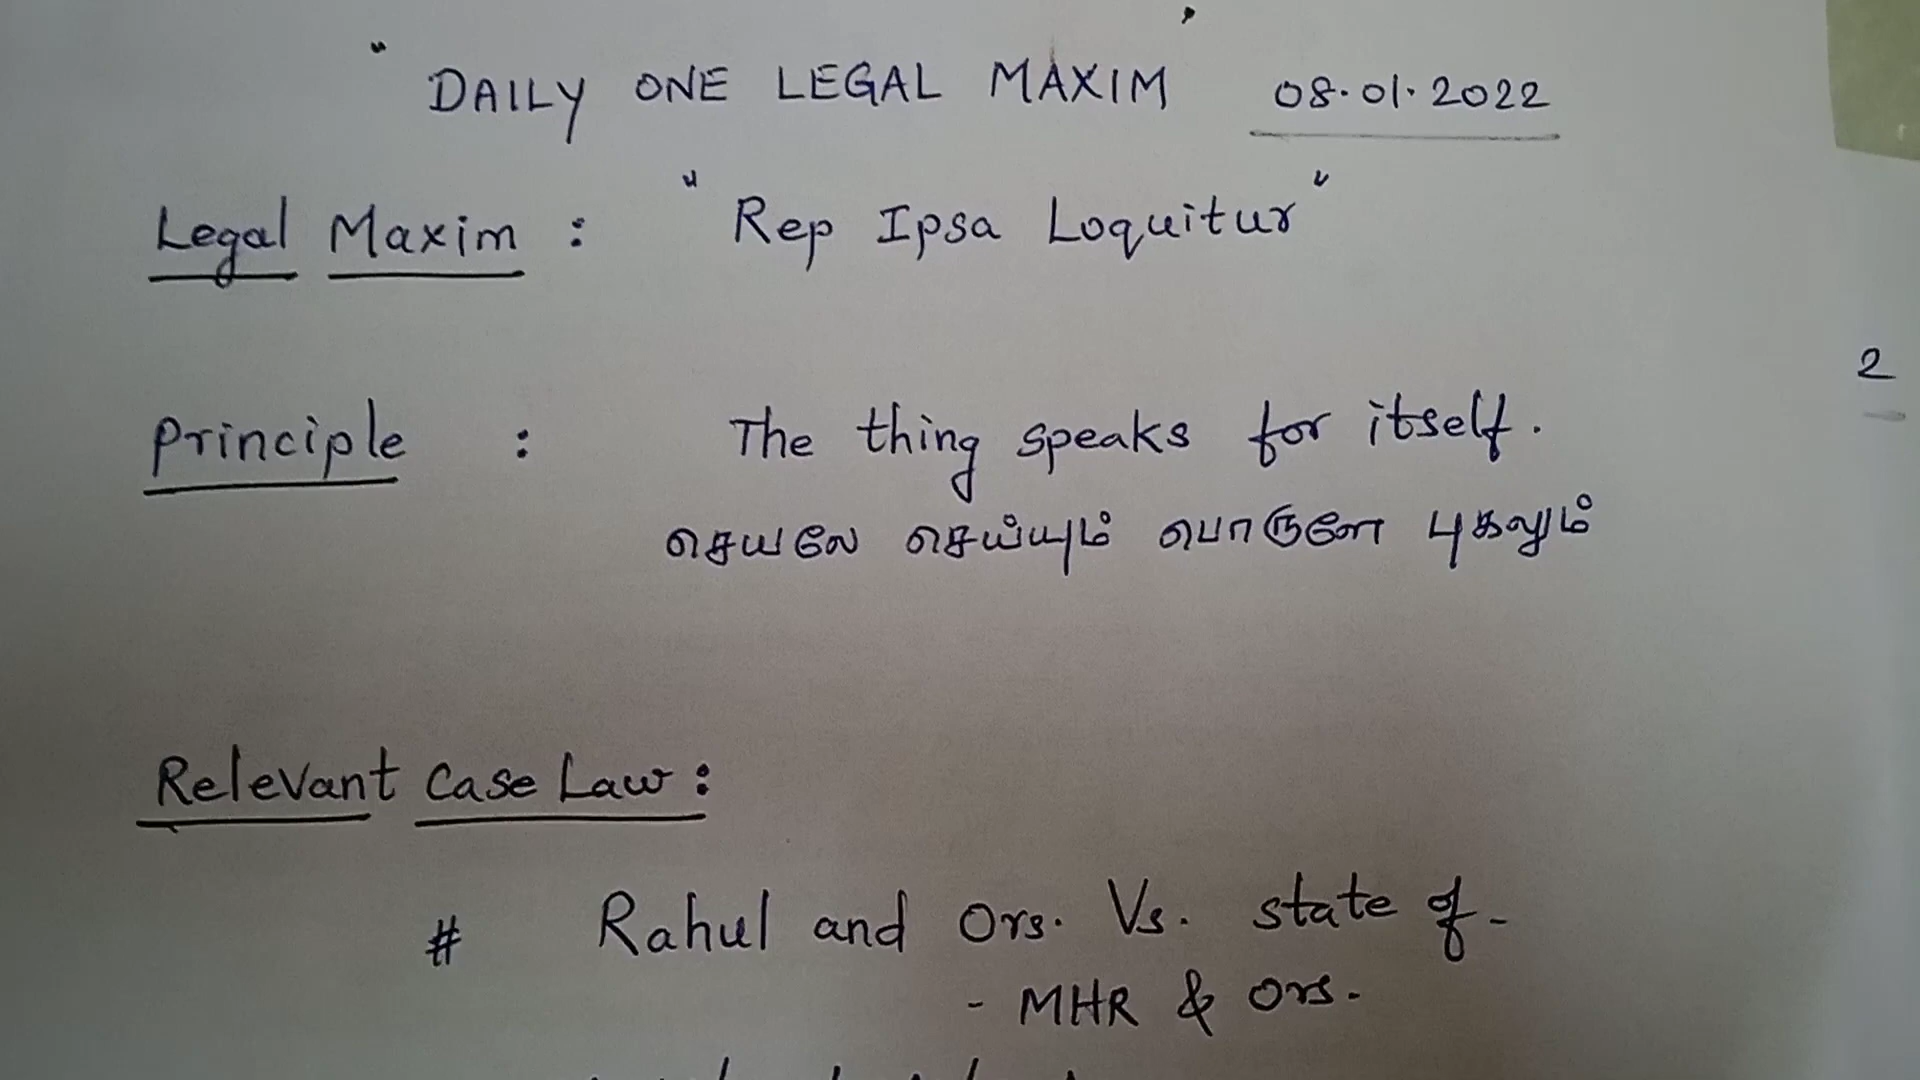 "DAILY ONE LEGAL MAXIM" 08.01.2022
Legal Maxim : "Rep Ipsa Loquitur"
2
Principle : The thing speaks for itself.
செயலே செய்யும் பொருளே புகலும்
Relevant Case Law :
# Rahul and Ors. Vs. state of -
- MHR & Ors.